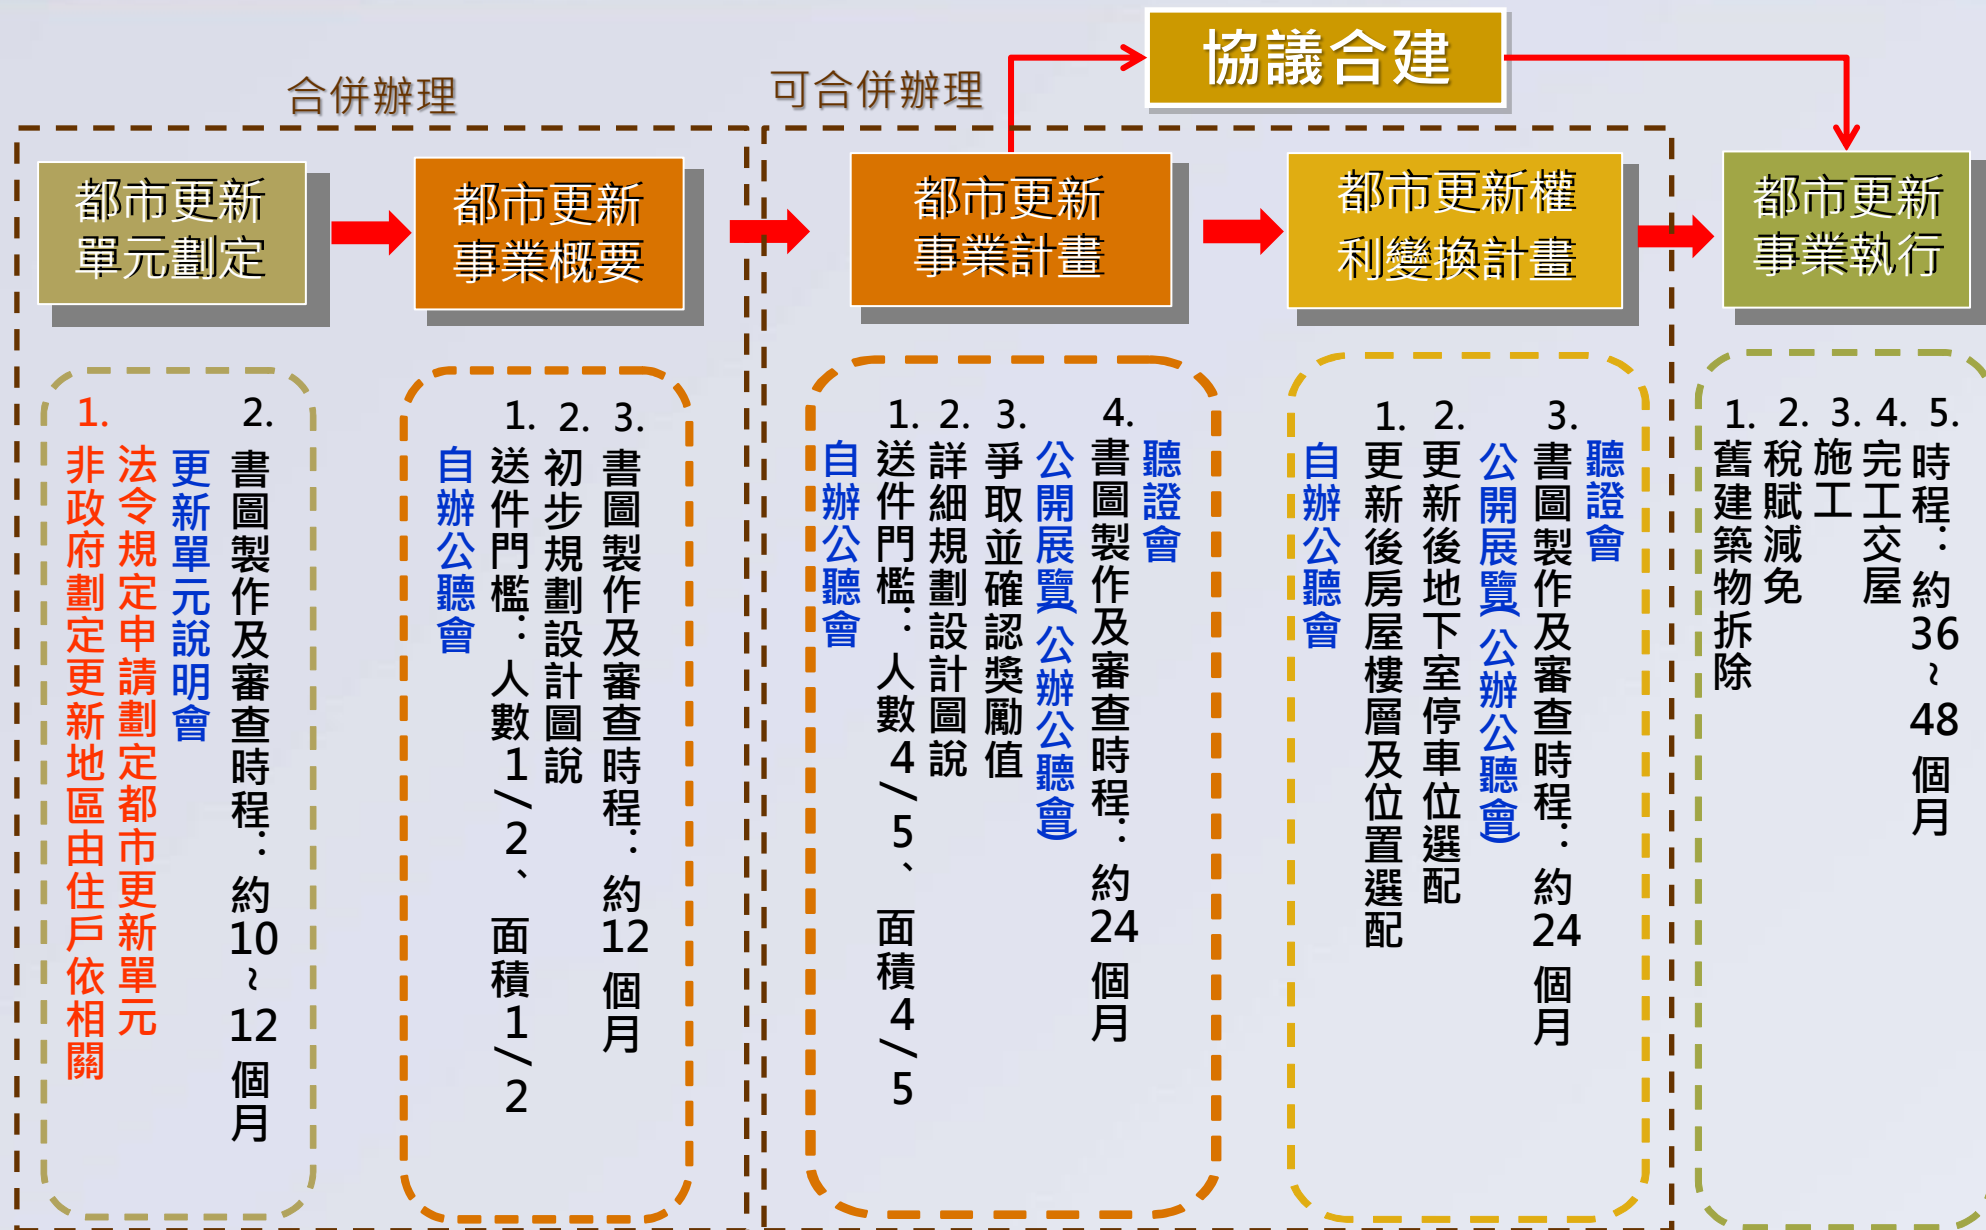 協議合建
合併辦理
可合併辦理
都市更新
單元劃定
都市更新
事業概要
都市更新
事業計畫
都市更新權
利變換計畫
都市更新
事業執行
1.
非政府劃定更新地區由住戶依相關
法令規定申請劃定都市更新單元
更新單元說明會
2.
書圖製作及審查時程：約10~12個月
自辦公聽會
1.
送件門檻：人數1/2、面積1/2
2.
初步規劃設計圖說
3.
書圖製作及審查時程：約12個月
自辦公聽會
1.
送件門檻：人數4/5、面積4/5
2.
詳細規劃設計圖說
3.
爭取並確認獎勵值
公開展覽(公辦公聽會)
4.
書圖製作及審查時程：約24個月
聽證會
自辦公聽會
1.
更新後房屋樓層及位置選配
2.
更新後地下室停車位選配
公開展覽(公辦公聽會)
3.
書圖製作及審查時程：約24個月
聽證會
1.
舊建築物拆除
2.
稅賦減免
3.
施工
4.
完工交屋
5.
時程：約36~48個月